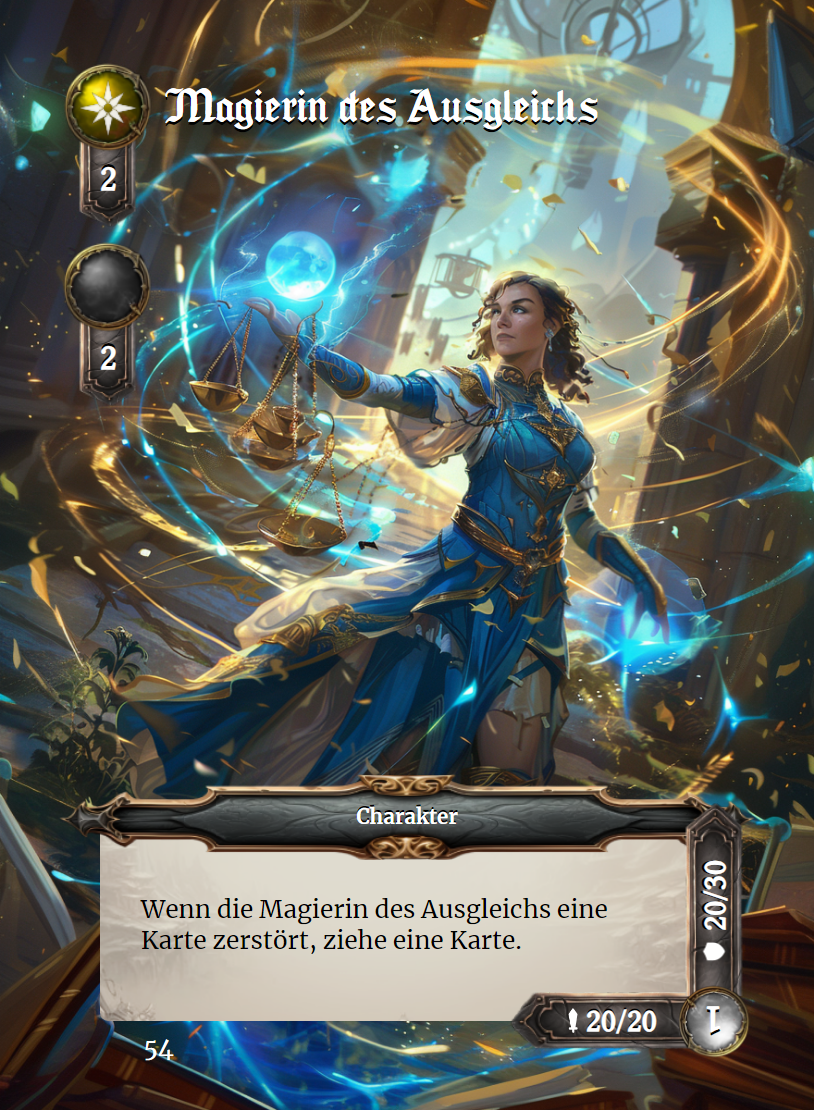 Magierin des Ausgleichs
2
2
Charakter
Wenn die Magierin des Ausgleichs eine
Karte zerstört, ziehe eine Karte.
20/30
20/20
1
54